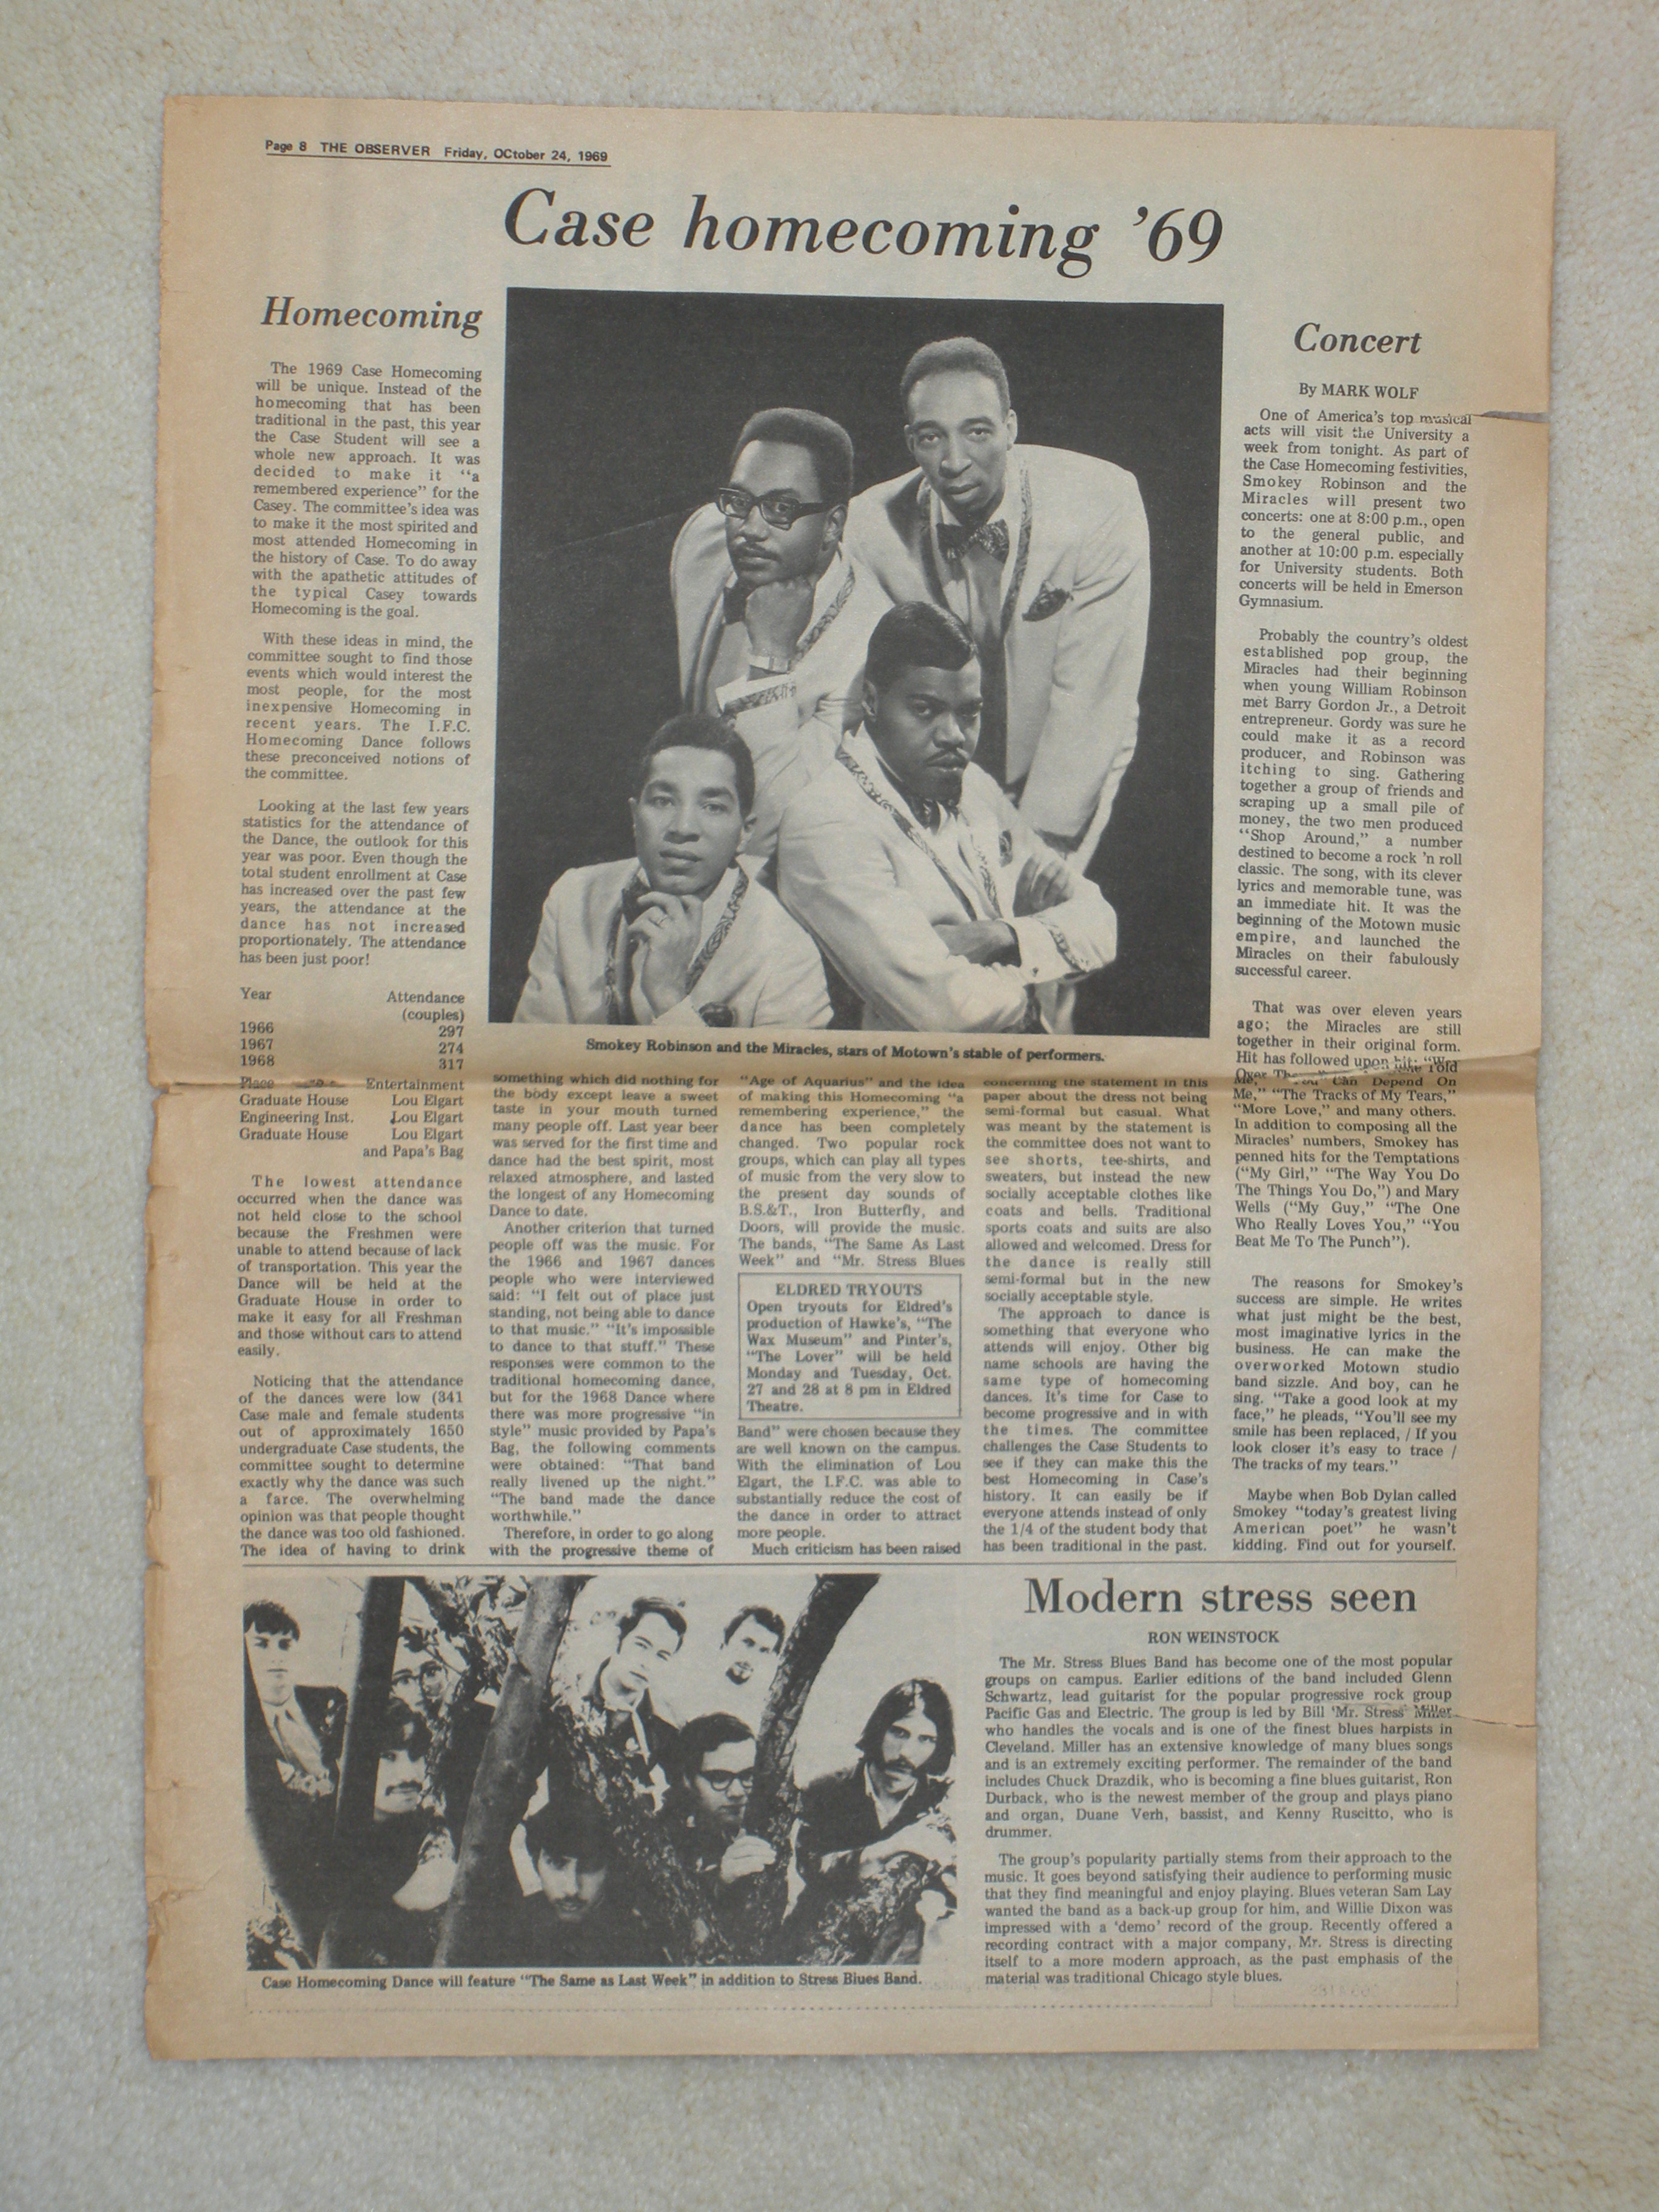 Page 8 THE OBSERVER Friday, OCtober 24, 1969
Case homecoming '69
Homecoming
The 1969 Case Homecoming
will be unique. Instead of the
homecoming that has been
traditional in the past, this year
the Case Student will see a
whole new approach. It was
decided to make it "a
remembered experience" for the
Casey. The committee's idea was
to make it the most spirited and
most attended Homecoming in
the history of Case. To do away
with the apathetic attitudes of
the typical Casey towards
Homecoming is the goal.
With these ideas in mind, the
committee sought to find those
events which would interest the
most people, for the most
inexpensive Homecoming in
recent years. The I.F.C.
Homecoming Dance follows
these preconceived notions of
the committee.
Looking at the last few years
statistics for the attendance of
the Dance, the outlook for this
year was poor. Even though the
total student enrollment at Case
has increased over the past few
years, the attendance at the
dance has not increased
proportionately. The attendance
has been just poor!
Year Attendance
(couples)
1966 297
1967 274
1968 317
Place Entertainment
Graduate House Lou Elgart
Engineering Inst. Lou Elgart
Graduate House Lou Elgart
and Papa's Bag
The lowest attendance
occurred when the dance was
not held close to the school
because the Freshmen were
unable to attend because of lack
of transportation. This year the
Dance will be held at the
Graduate House in order to
make it easy for all Freshman
and those without cars to attend
easily.
Noticing that the attendance
of the dances were low (341
Case male and female students
out of approximately 1650
undergraduate Case students, the
committee sought to determine
exactly why the dance was such
a farce. The overwhelming
opinion was that people thought
the dance was too old fashioned.
The idea of having to drink
Smokey Robinson and the Miracles, stars of Motown's stable of performers.
something which did nothing for
the body except leave a sweet
taste in your mouth turned
many people off. Last year beer
was served for the first time and
dance had the best spirit, most
relaxed atmosphere, and lasted
the longest of any Homecoming
Dance to date.
Another criterion that turned
people off was the music. For
the 1966 and 1967 dances
people who were interviewed
said: "I felt out of place just
standing, not being able to dance
to that music." "It's impossible
to dance to that stuff." These
responses were common to the
traditional homecoming dance,
but for the 1968 Dance where
there was more progressive "in
style" music provided by Papa's
Bag, the following comments
were obtained: "That band
really livened up the night."
"The band made the dance
worthwhile."
Therefore, in order to go along
with the progressive theme of
"Age of Aquarius" and the idea
of making this Homecoming "a
remembering experience," the
dance has been completely
changed. Two popular rock
groups, which can play all types
of music from the very slow to
the present day sounds of
B.S.&T., Iron Butterfly, and
Doors, will provide the music.
The bands, "The Same As Last
Week" and "Mr. Stress Blues
ELDRED TRYOUTS
Open tryouts for Eldred's
production of Hawke's, "The
Wax Museum" and Pinter's,
"The Lover" will be held
Monday and Tuesday, Oct.
27 and 28 at 8 pm in Eldred
Theatre.
Band" were chosen because they
are well known on the campus.
With the elimination of Lou
Elgart, the I.F.C. was able to
substantially reduce the cost of
the dance in order to attract
more people.
Much criticism has been raised
concerning the statement in this
paper about the dress not being
semi-formal but casual. What
was meant by the statement is
the committee does not want to
see shorts, tee-shirts, and
sweaters, but instead the new
socially acceptable clothes like
coats and bells. Traditional
sports coats and suits are also
allowed and welcomed. Dress for
the dance is really still
semi-formal but in the new
socially acceptable style.
The approach to dance is
something that everyone who
attends will enjoy. Other big
name schools are having the
same type of homecoming
dances. It's time for Case to
become progressive and in with
the times. The committee
challenges the Case Students to
see if they can make this the
best Homecoming in Case's
history. It can easily be if
everyone attends instead of only
the 1/4 of the student body that
has been traditional in the past.
Concert
By MARK WOLF
One of America's top musical
acts will visit the University a
week from tonight. As part of
the Case Homecoming festivities,
Smokey Robinson and the
Miracles will present two
concerts: one at 8:00 p.m., open
to the general public, and
another at 10:00 p.m. especially
for University students. Both
concerts will be held in Emerson
Gymnasium.
Probably the country's oldest
established pop group, the
Miracles had their beginning
when young William Robinson
met Barry Gordon Jr., a Detroit
entrepreneur. Gordy was sure he
could make it as a record
producer, and Robinson was
itching to sing. Gathering
together a group of friends and
scraping up a small pile of
money, the two men produced
"Shop Around," a number
destined to become a rock 'n roll
classic. The song, with its clever
lyrics and memorable tune, was
an immediate hit. It was the
beginning of the Motown music
empire, and launched the
Miracles on their fabulously
successful career.
That was over eleven years
ago; the Miracles are still
together in their original form.
Hit has followed upon hit:
Can Depend On
Me," "The Tracks of My Tears,"
"More Love," and many others.
In addition to composing all the
Miracles' numbers, Smokey has
penned hits for the Temptations
("My Girl," "The Way You Do
The Things You Do,") and Mary
Wells ("My Guy," "The One
Who Really Loves You," "You
Beat Me To The Punch").
The reasons for Smokey's
success are simple. He writes
what just might be the best,
most imaginative lyrics in the
business. He can make the
overworked Motown studio
band sizzle. And boy, can he
sing. "Take a good look at my
face," he pleads, "You'll see my
smile has been replaced, / If you
look closer it's easy to trace /
The tracks of my tears."
Maybe when Bob Dylan called
Smokey "today's greatest living
American poet" he wasn't
kidding. Find out for yourself.
Case Homecoming Dance will feature "The Same as Last Week" in addition to Stress Blues Band.
Modern stress seen
RON WEINSTOCK
The Mr. Stress Blues Band has become one of the most popular
groups on campus. Earlier editions of the band included Glenn
Schwartz, lead guitarist for the popular progressive rock group
Pacific Gas and Electric. The group is led by Bill 'Mr. Stress' Miller
who handles the vocals and is one of the finest blues harpists in
Cleveland. Miller has an extensive knowledge of many blues songs
and is an extremely exciting performer. The remainder of the band
includes Chuck Drazdik, who is becoming a fine blues guitarist, Ron
Durback, who is the newest member of the group and plays piano
and organ, Duane Verh, bassist, and Kenny Ruscitto, who is
drummer.
The group's popularity partially stems from their approach to the
music. It goes beyond satisfying their audience to performing music
that they find meaningful and enjoy playing. Blues veteran Sam Lay
wanted the band as a back-up group for him, and Willie Dixon was
impressed with a 'demo' record of the group. Recently offered a
recording contract with a major company, Mr. Stress is directing
itself to a more modern approach, as the past emphasis of the
material was traditional Chicago style blues.